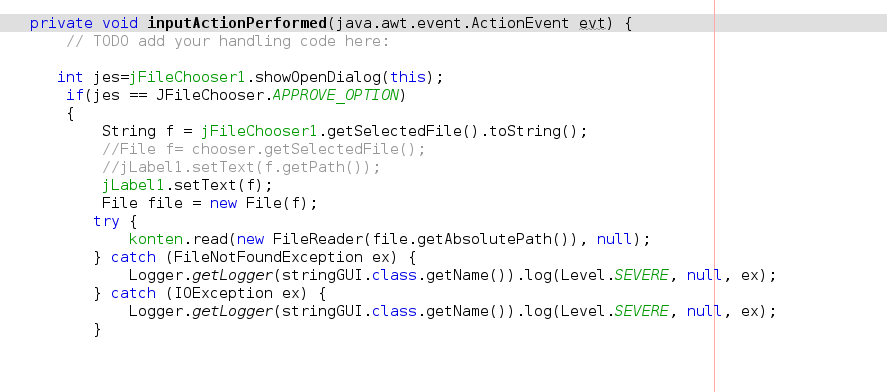 private void inputActionPerformed(java.awt.event.ActionEvent evt) {
// TODO add your handling code here:
int jes=jFileChooser1.showOpenDialog(this);
if(jes == JFileChooser.APPROVE_OPTION)
{
String f = jFileChooser1.getSelectedFile().toString();
//File f= chooser.getSelectedFile();
//jLabel1.setText(f.getPath());
jLabel1.setText(f);
File file = new File(f);
try {
konten.read(new FileReader(file.getAbsolutePath()), null);
} catch (FileNotFoundException ex) {
Logger.getLogger(stringGUI.class.getName()).log(Level.SEVERE, null, ex);
} catch (IOException ex) {
Logger.getLogger(stringGUI.class.getName()).log(Level.SEVERE, null, ex);
}